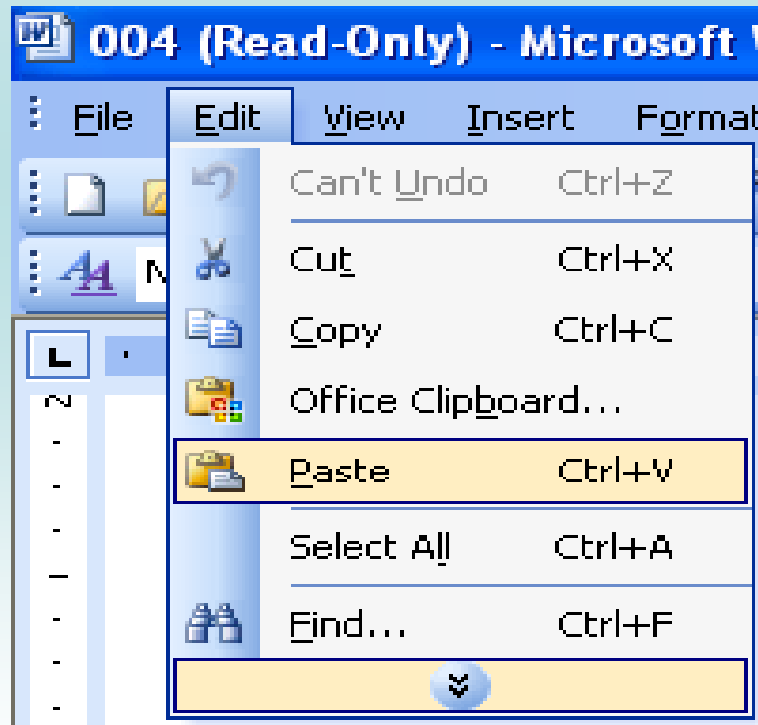 004 (Read-Only) - Microsoft
File Edit View Insert Format
Can't Undo Ctrl+Z
Cut Ctrl+X
Copy Ctrl+C
Office Clipboard...
Paste Ctrl+V
Select All Ctrl+A
Find... Ctrl+F
L
2